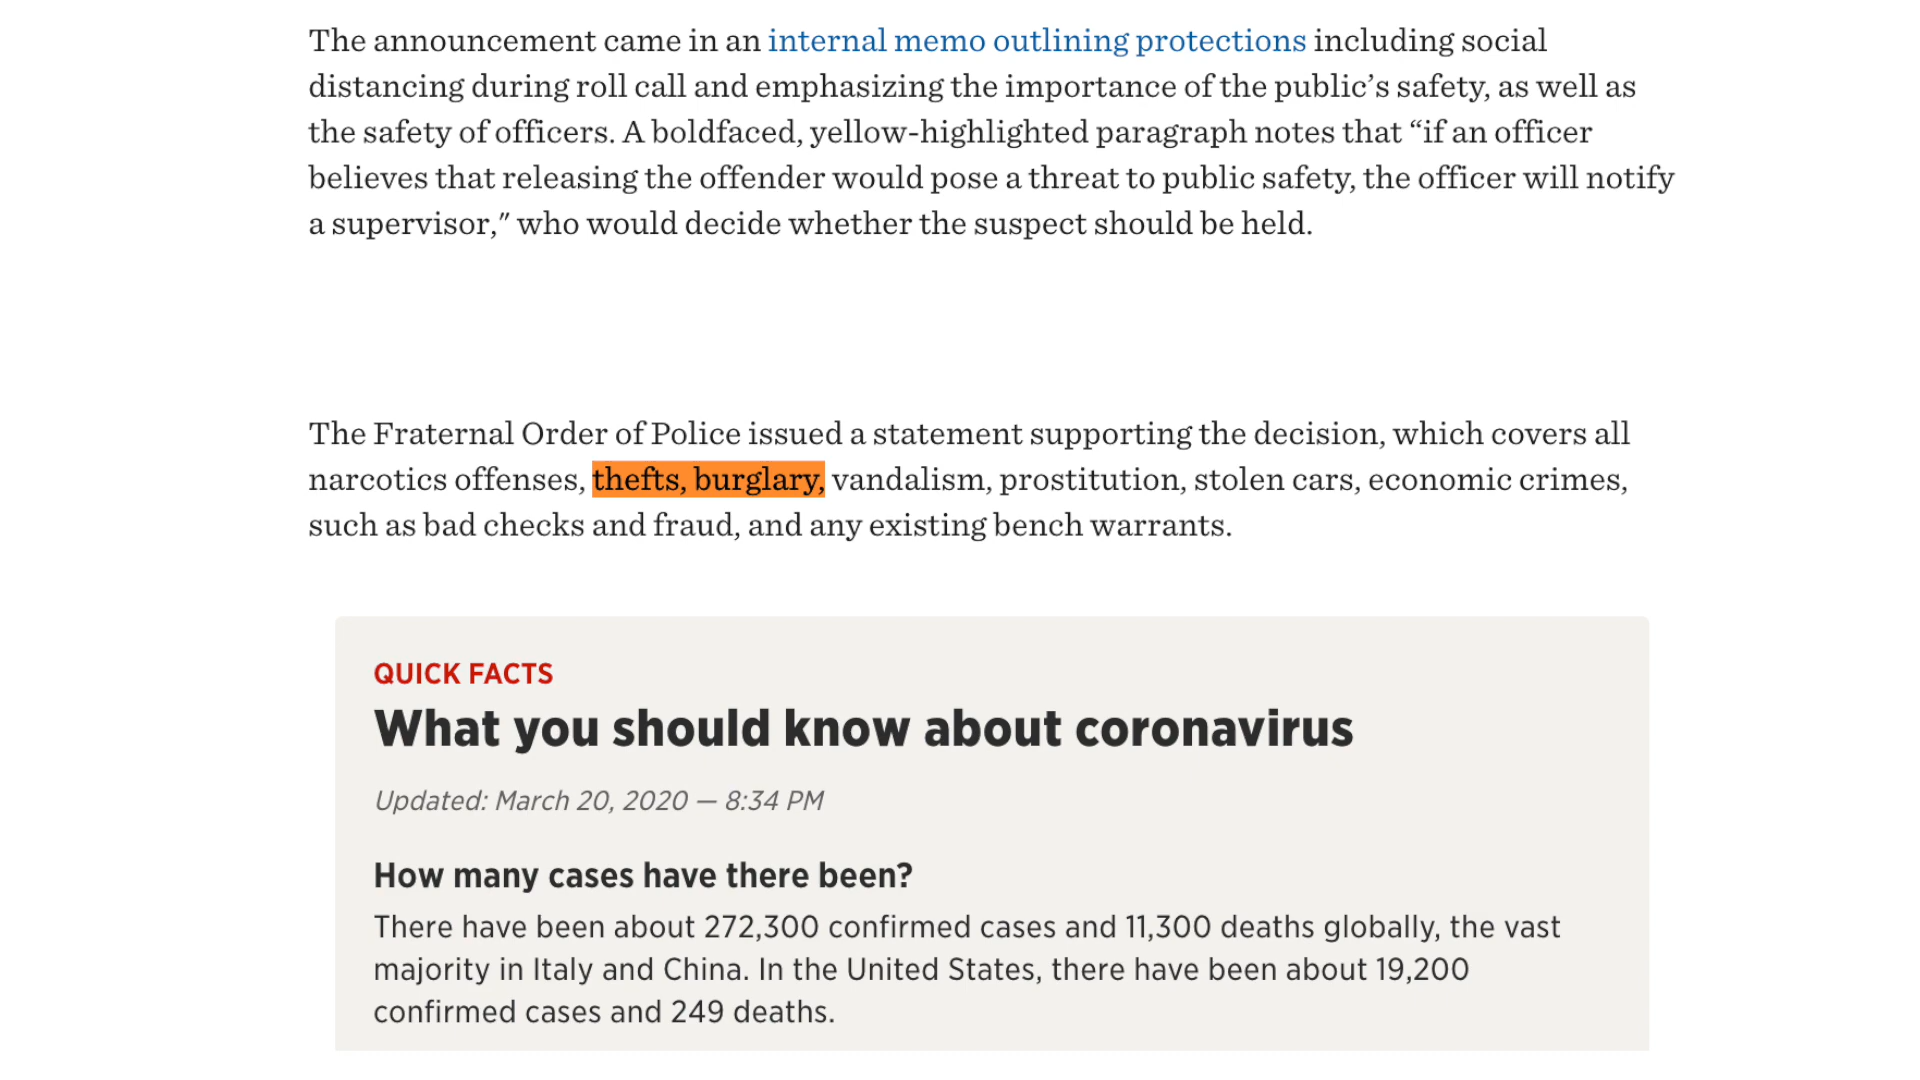 The announcement came in an internal memo outlining protections including social
distancing during roll call and emphasizing the importance of the public’s safety, as well as
the safety of officers. A boldfaced, yellow-highlighted paragraph notes that “if an officer
believes that releasing the offender would pose a threat to public safety, the officer will notify
a supervisor," who would decide whether the suspect should be held.
The Fraternal Order of Police issued a statement supporting the decision, which covers all
narcotics offenses, thefts, burglary, vandalism, prostitution, stolen cars, economic crimes,
such as bad checks and fraud, and any existing bench warrants.
QUICK FACTS
What you should know about coronavirus
Updated: March 20, 2020 — 8:34 PM
How many cases have there been?
There have been about 272,300 confirmed cases and 11,300 deaths globally, the vast
majority in Italy and China. In the United States, there have been about 19,200
confirmed cases and 249 deaths.